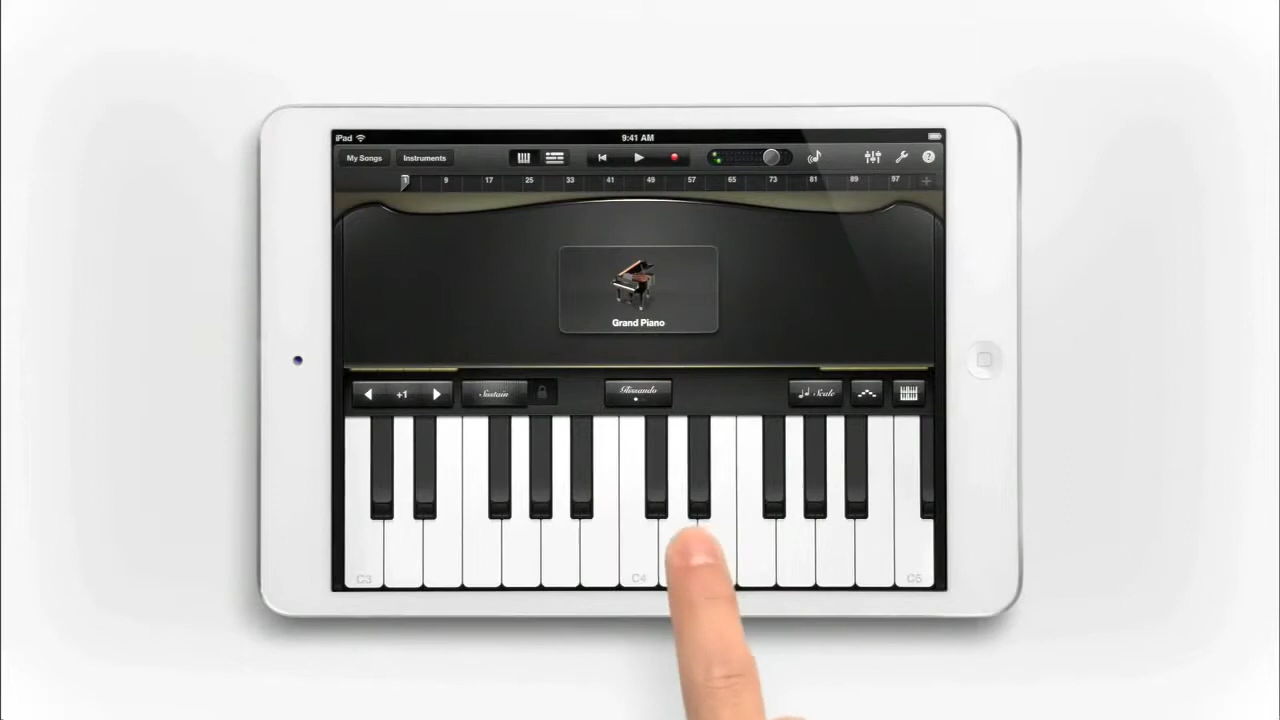 iPad 9:41 AM
My Songs Instruments
1 9 17 25 33 41 49 57 65 73 81 89 97
Grand Piano
+1 Sustain Glissando Scale
C3 C4 C5